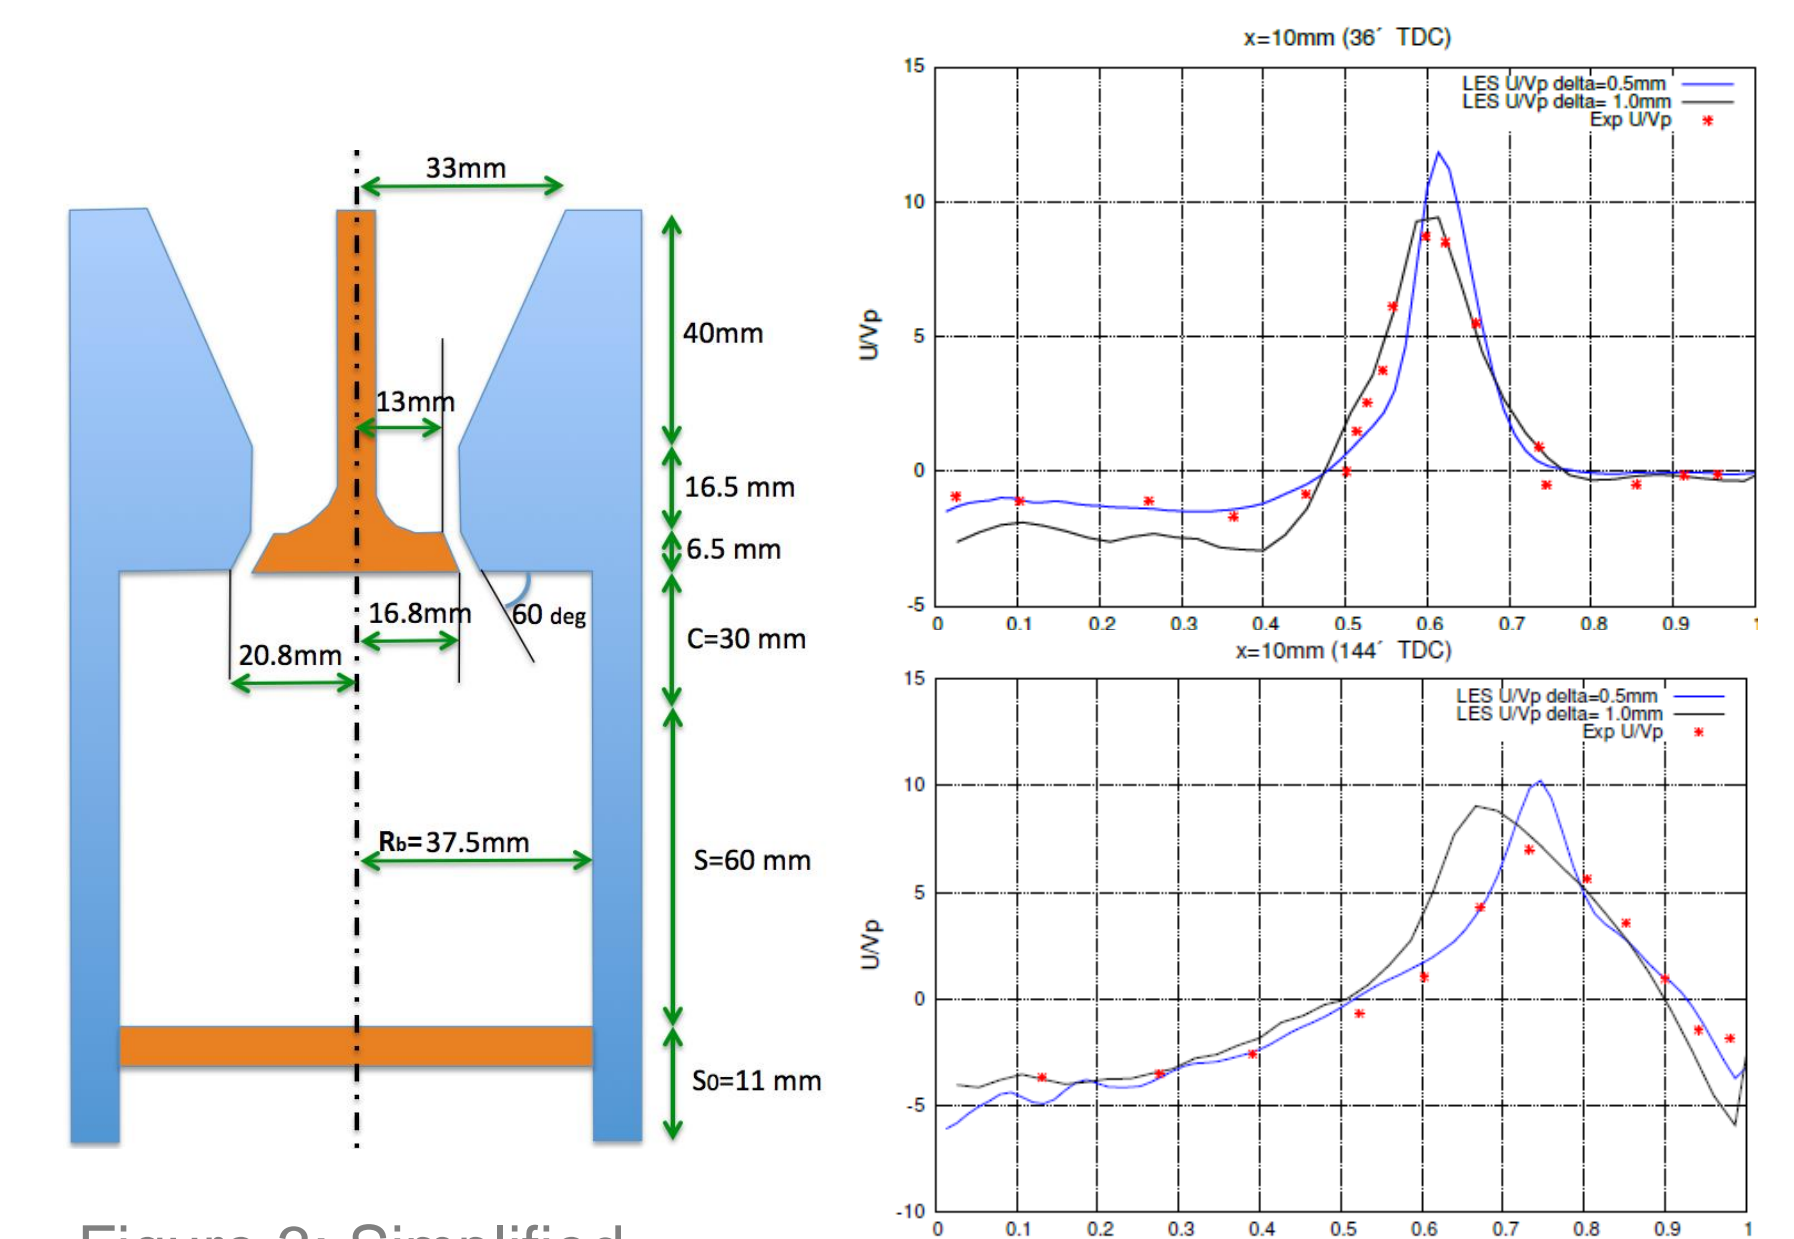 33mm
40mm
13mm
16.5 mm
6.5 mm
16.8mm
60 deg
C=30 mm
20.8mm
Rb=37.5mm
S=60 mm
S0=11 mm
x=10mm (36´ TDC)
LES U/Vp delta=0.5mm
LES U/Vp delta= 1.0mm
Exp U/Vp
15
10
5
0
-5
U/Vp
0 0.1 0.2 0.3 0.4 0.5 0.6 0.7 0.8 0.9 1
x=10mm (144´ TDC)
LES U/Vp delta=0.5mm
LES U/Vp delta= 1.0mm
Exp U/Vp
15
10
5
0
-5
-10
U/Vp
0 0.1 0.2 0.3 0.4 0.5 0.6 0.7 0.8 0.9 1
Figure 2: Simplified